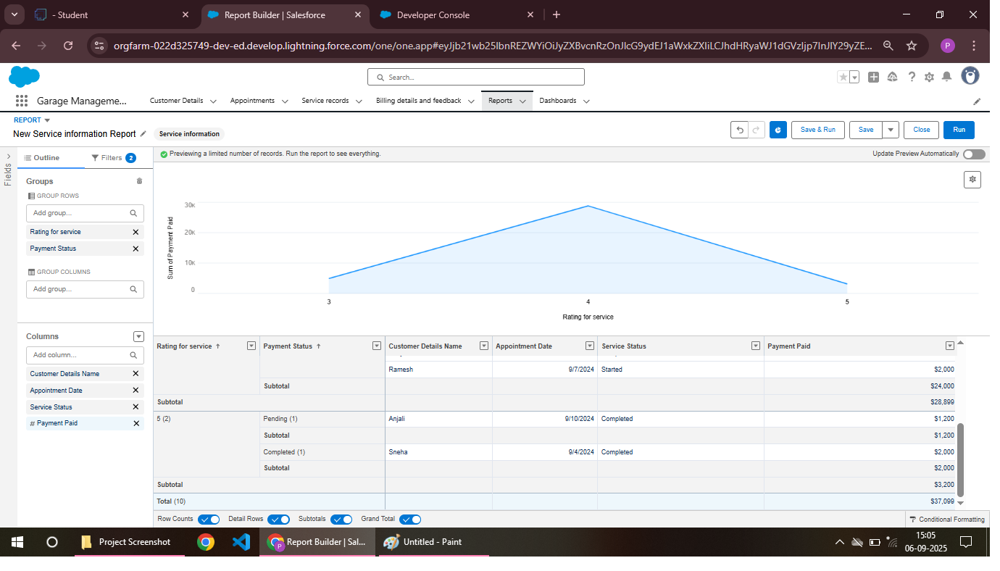 - Student
Report Builder | Salesforce
Developer Console
orgfarm-022d325749-dev-ed.develop.lightning.force.com/one/one.app#eyJjb21wb25lbnREZWYiOiJyZXBvcnRzOnJlcG9ydEJ1aWxkZXIiLCJhdHRyaWJ1dGVzIjp7InJlY29yZE...
P
Search...
Garage Manageme...
Customer Details
Appointments
Service records
Billing details and feedback
Reports
Dashboards
REPORT
New Service information Report
Service information
Save & Run
Save
Close
Run
Fields
Outline
Filters 2
Previewing a limited number of records. Run the report to see everything.
Update Preview Automatically
Groups
GROUP ROWS
Add group...
Rating for service
Payment Status
GROUP COLUMNS
Add group...
Columns
Add column...
Customer Details Name
Appointment Date
Service Status
# Payment Paid
Sum of Payment Paid
30K
20K
10K
0
3 4 5
Rating for service
Rating for service ↑ Payment Status ↑ Customer Details Name Appointment Date Service Status Payment Paid
Ramesh 9/7/2024 Started $2,000
Subtotal $24,000
Subtotal $28,899
5 (2) Pending (1) Anjali 9/10/2024 Completed $1,200
Subtotal $1,200
Completed (1) Sneha 9/4/2024 Completed $2,000
Subtotal $2,000
Subtotal $3,200
Total (10) $37,099
Row Counts Detail Rows Subtotals Grand Total
Conditional Formatting
Project Screenshot
P
Report Builder | Sal...
Untitled - Paint
15:05
06-09-2025